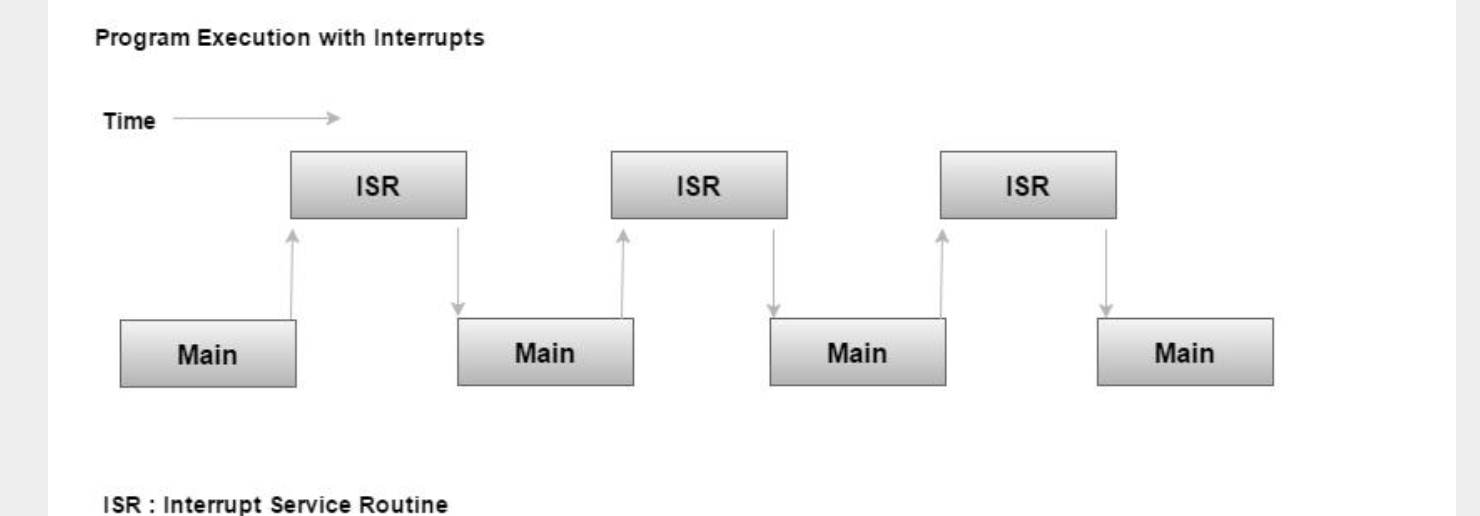 Program Execution with Interrupts
Time
ISR ISR ISR
Main Main Main Main
ISR : Interrupt Service Routine